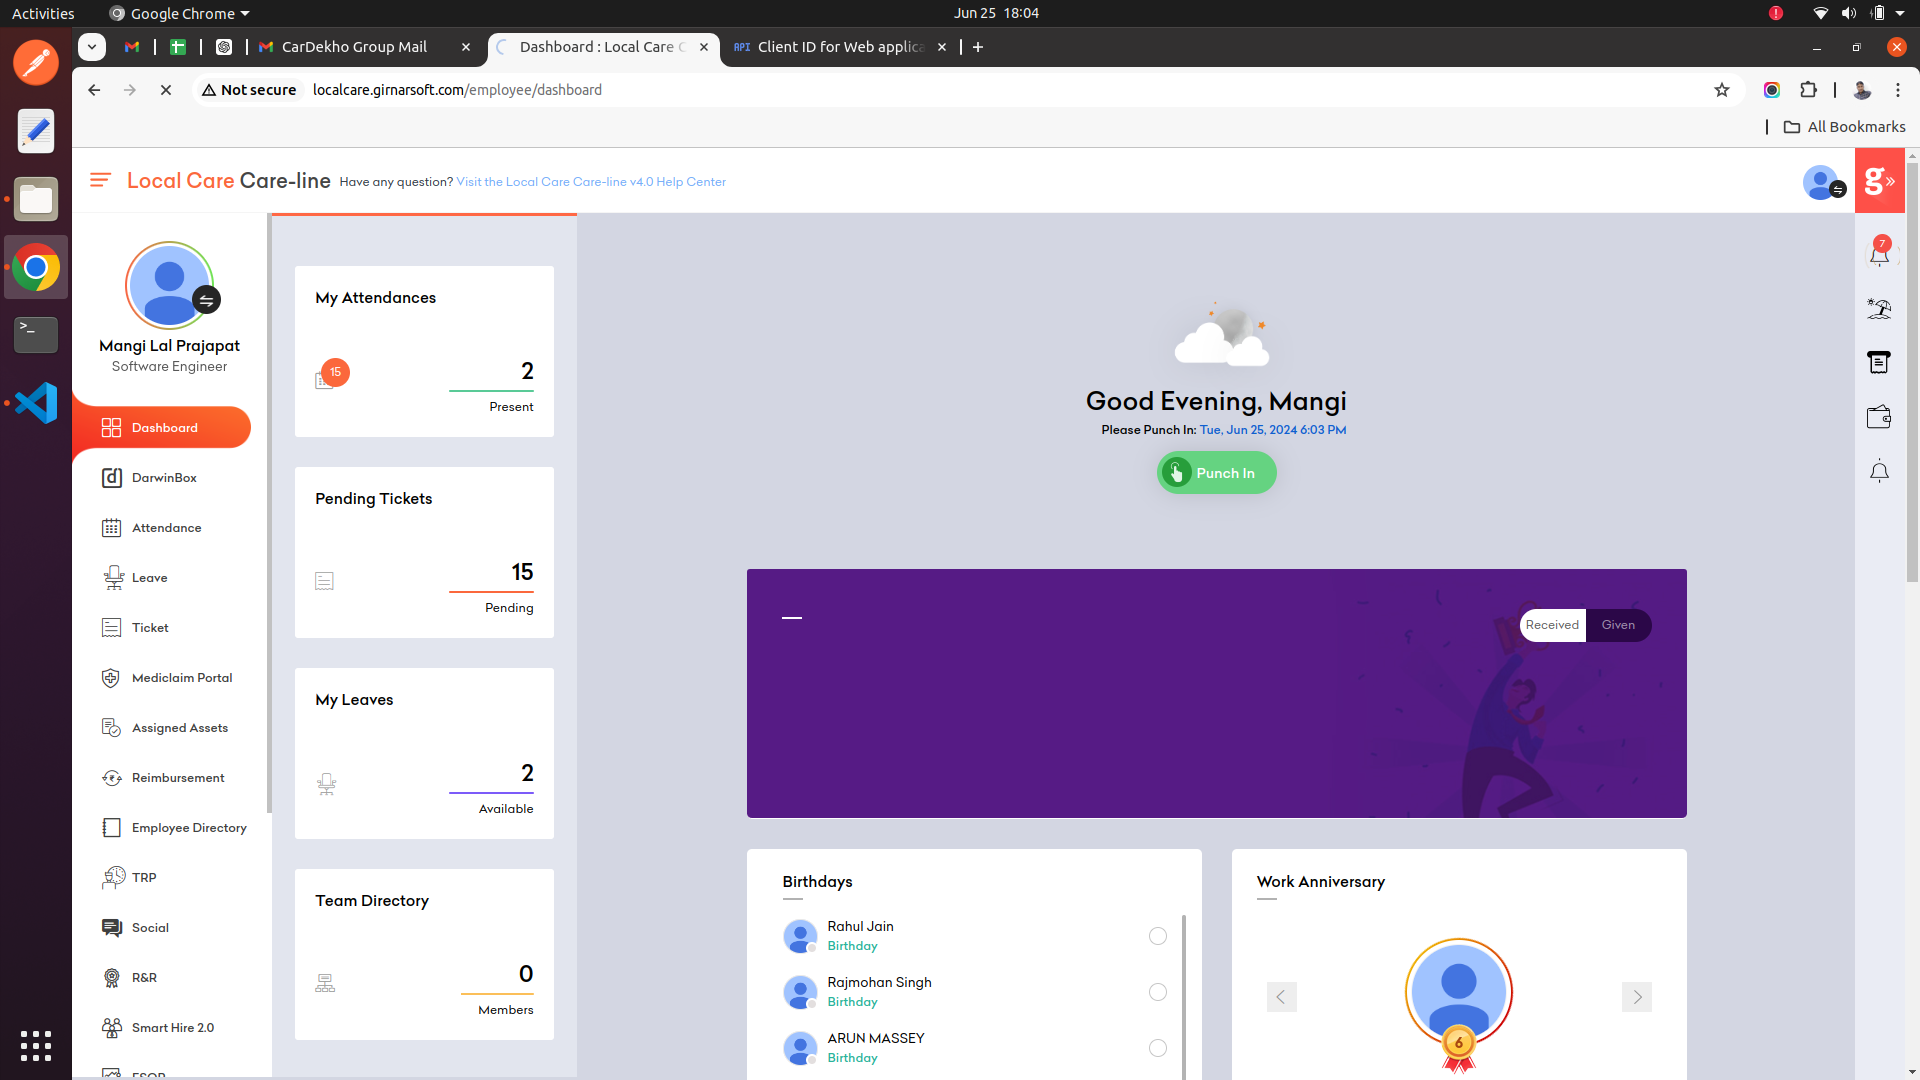 Activities
Google Chrome
Jun 25 18:04
CarDekho Group Mail
Dashboard : Local Care
API Client ID for Web applica
Not secure
localcare.girnarsoft.com/employee/dashboard
All Bookmarks
Local Care Care-line Have any question? Visit the Local Care Care-line v4.0 Help Center
g»
7
Mangi Lal Prajapat
Software Engineer
Dashboard
DarwinBox
Attendance
Leave
Ticket
Mediclaim Portal
Assigned Assets
Reimbursement
Employee Directory
TRP
Social
R&R
Smart Hire 2.0
ESOP
My Attendances
15
2
Present
Pending Tickets
15
Pending
My Leaves
2
Available
Team Directory
0
Members
Good Evening, Mangi
Please Punch In: Tue, Jun 25, 2024 6:03 PM
Punch In
Received Given
Birthdays
Rahul Jain
Birthday
Rajmohan Singh
Birthday
ARUN MASSEY
Birthday
Work Anniversary
6